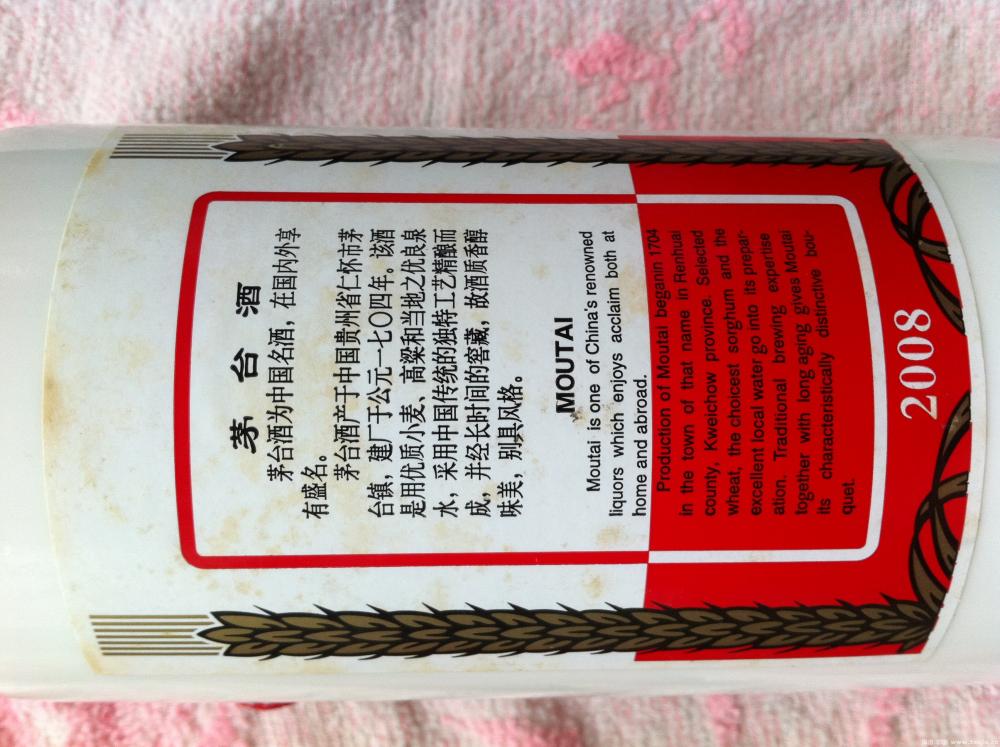 茅台酒
茅台酒为中国名酒，在国内外享
有盛名。
茅台酒产于中国贵州省仁怀市茅
台镇，建厂于公元一七〇四年。该酒
是用优质小麦、高粱和当地之优良泉
水，采用中国传统的独特工艺精酿而
成，并经长时间的窖藏，故酒质香醇
味美，别具风格。
MOUTAI
Moutai is one of China's renowned
liquors which enjoys acclaim both at
home and abroad.
Production of Moutai beganin 1704
in the town of that name in Renhuai
county, Kweichow province. Selected
wheat, the choicest sorghum and the
excellent local water go into its prepar-
ation. Traditional brewing expertise
together with long aging gives Moutai
its characteristically distinctive bou-
quet.
2008